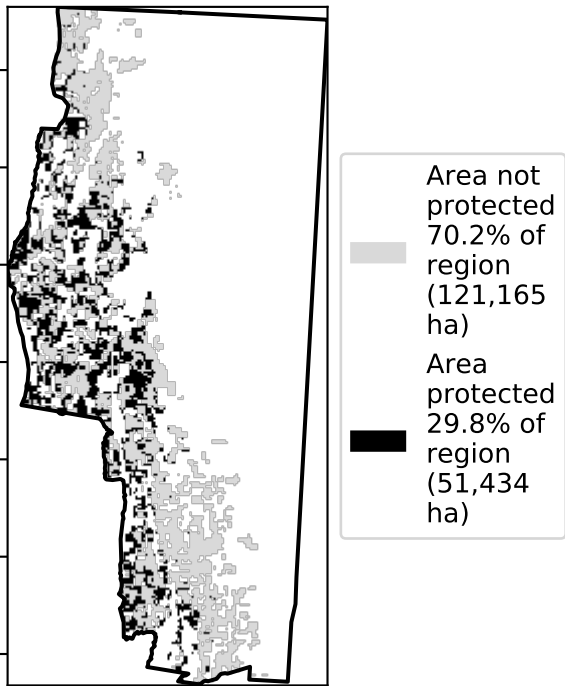 Area not
protected
70.2% of
region
(121,165
ha)
Area
protected
29.8% of
region
(51,434
ha)